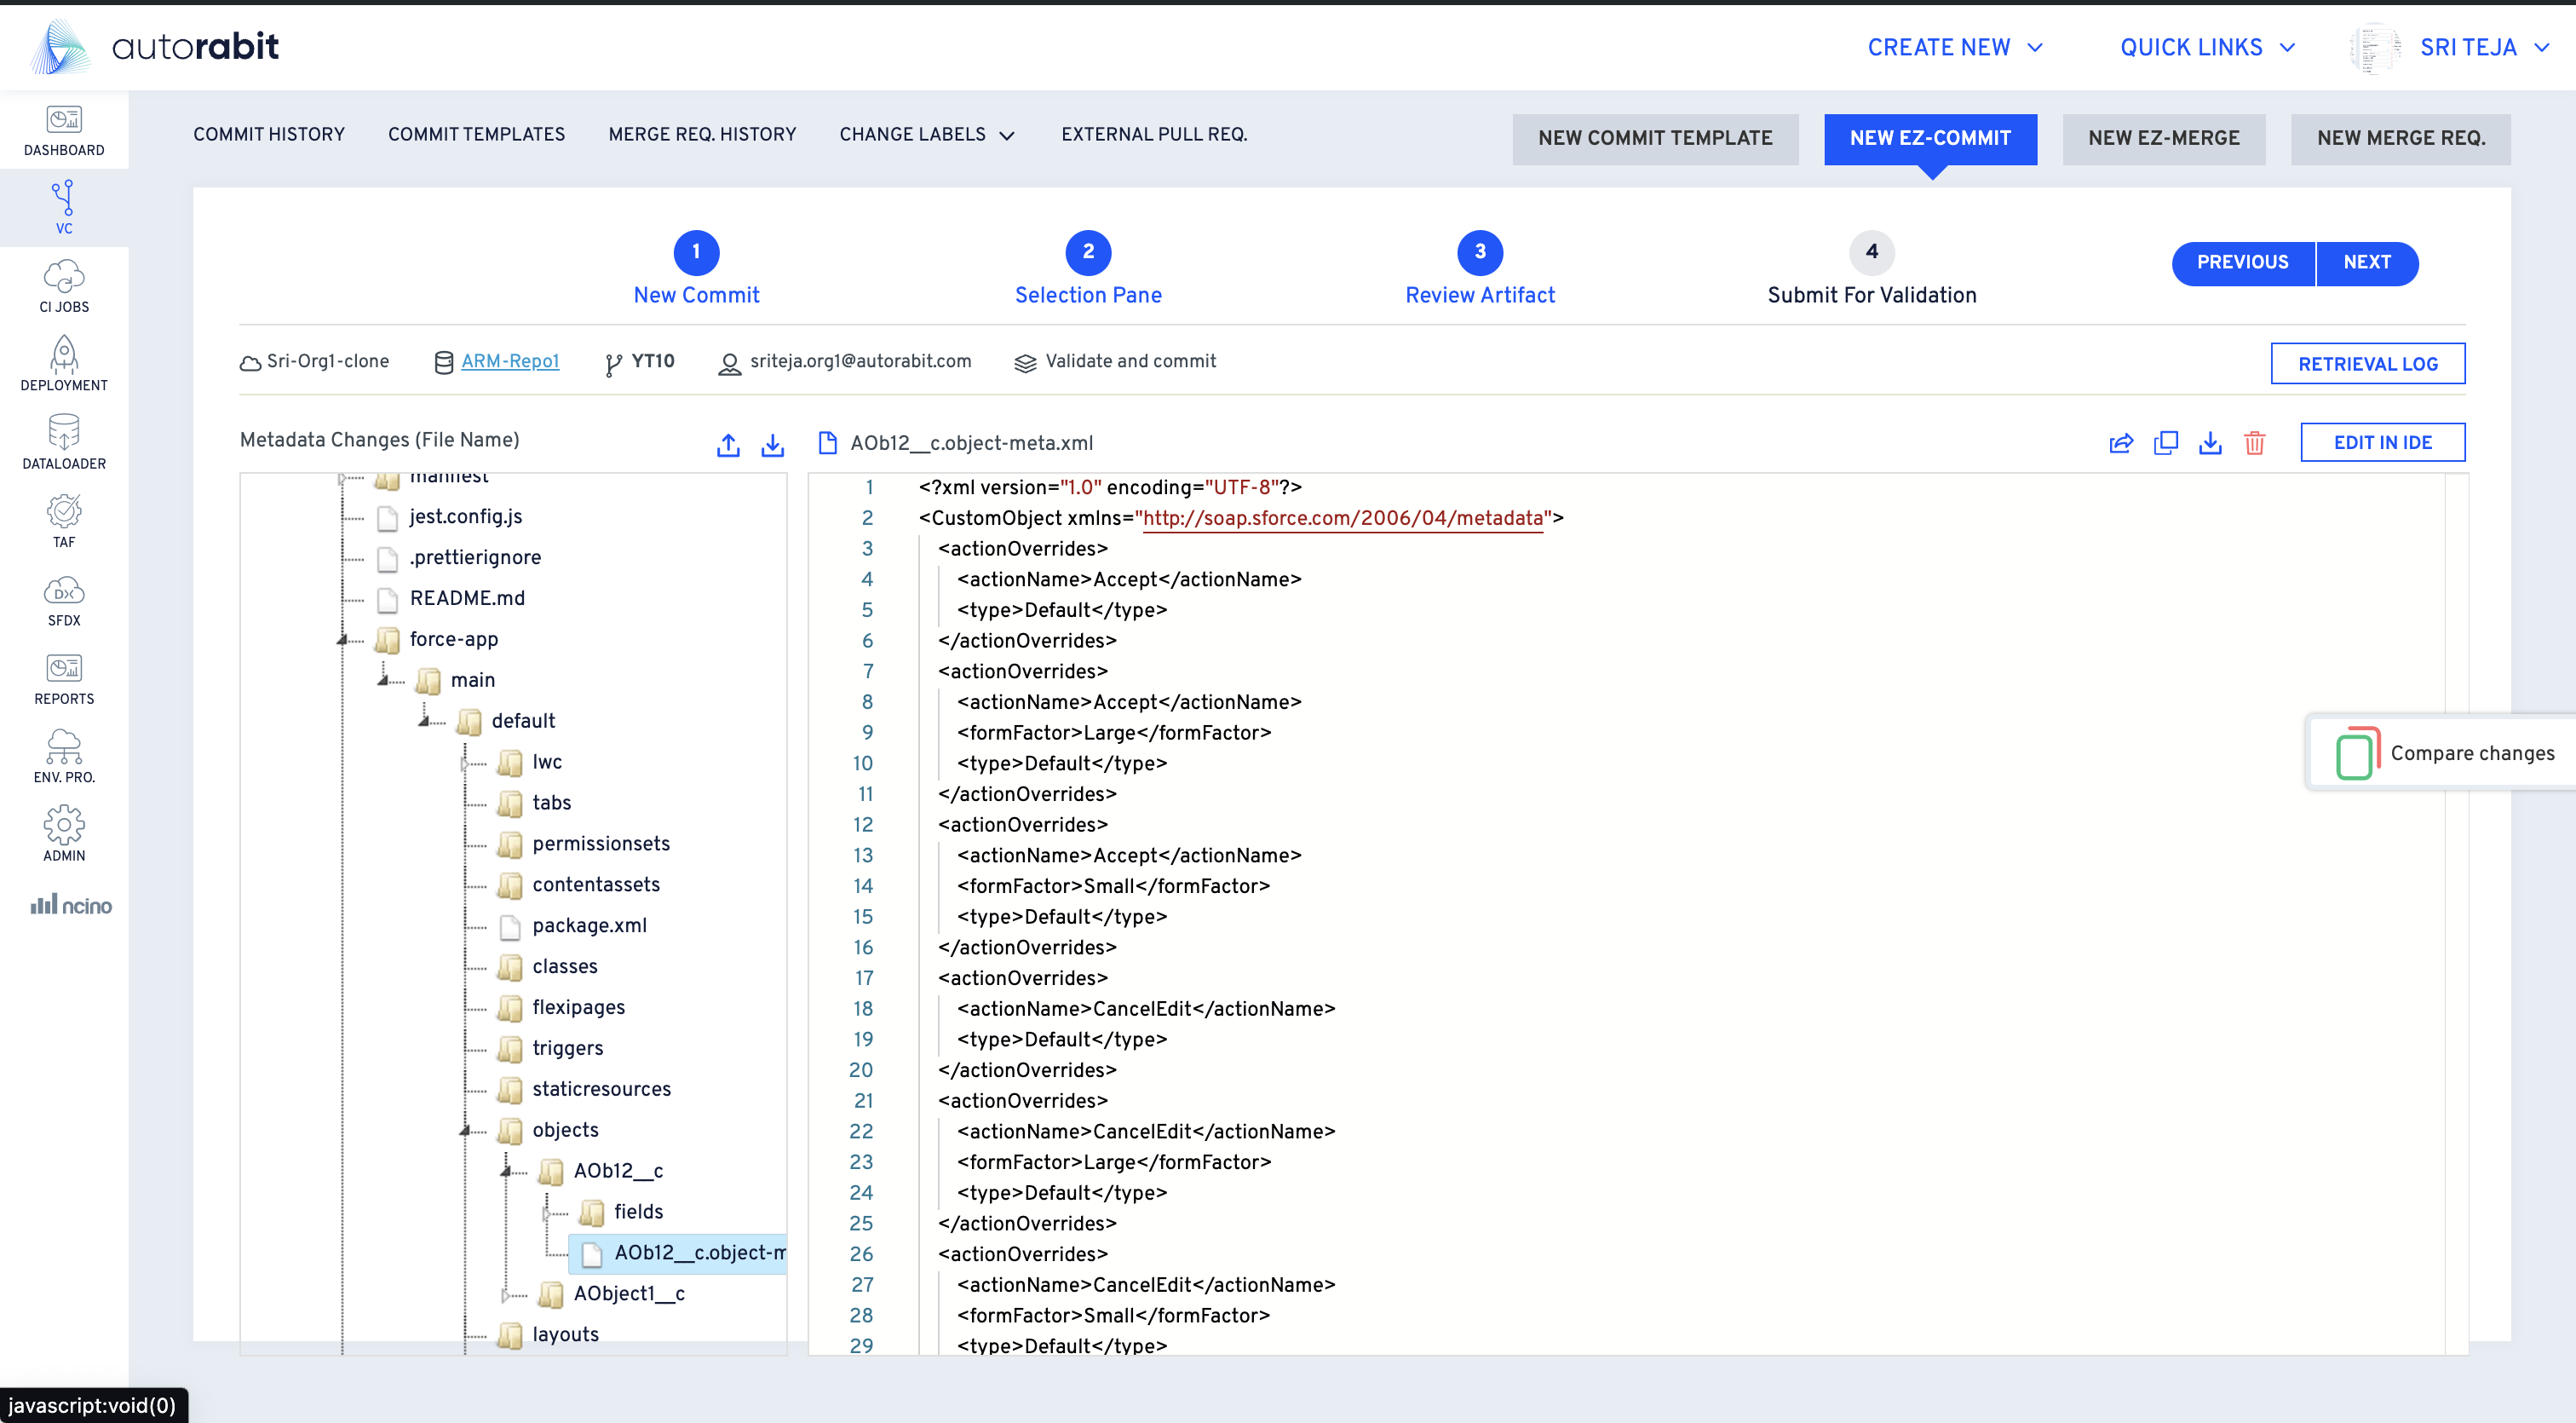 autorabit
CREATE NEW
QUICK LINKS
SRI TEJA
DASHBOARD
VC
CI JOBS
DEPLOYMENT
DATALOADER
TAF
DX
SFDX
REPORTS
ENV. PRO.
ADMIN
ncino
COMMIT HISTORY
COMMIT TEMPLATES
MERGE REQ. HISTORY
CHANGE LABELS
EXTERNAL PULL REQ.
NEW COMMIT TEMPLATE
NEW EZ-COMMIT
NEW EZ-MERGE
NEW MERGE REQ.
1
New Commit
2
Selection Pane
3
Review Artifact
4
Submit For Validation
PREVIOUS
NEXT
Sri-Org1-clone
ARM-Repo1
YT10
sriteja.org1@autorabit.com
Validate and commit
RETRIEVAL LOG
Metadata Changes (File Name)
manifest
jest.config.js
.prettierignore
README.md
force-app
main
default
lwc
tabs
permissionsets
contentassets
package.xml
classes
flexipages
triggers
staticresources
objects
AOb12__c
fields
AOb12__c.object-m
AObject1__c
layouts
AOb12__c.object-meta.xml
EDIT IN IDE
1 <?xml version="1.0" encoding="UTF-8"?>
2 <CustomObject xmlns="http://soap.sforce.com/2006/04/metadata">
3 <actionOverrides>
4 <actionName>Accept</actionName>
5 <type>Default</type>
6 </actionOverrides>
7 <actionOverrides>
8 <actionName>Accept</actionName>
9 <formFactor>Large</formFactor>
10 <type>Default</type>
11 </actionOverrides>
12 <actionOverrides>
13 <actionName>Accept</actionName>
14 <formFactor>Small</formFactor>
15 <type>Default</type>
16 </actionOverrides>
17 <actionOverrides>
18 <actionName>CancelEdit</actionName>
19 <type>Default</type>
20 </actionOverrides>
21 <actionOverrides>
22 <actionName>CancelEdit</actionName>
23 <formFactor>Large</formFactor>
24 <type>Default</type>
25 </actionOverrides>
26 <actionOverrides>
27 <actionName>CancelEdit</actionName>
28 <formFactor>Small</formFactor>
29 <type>Default</type>
Compare changes
javascript:void(0)